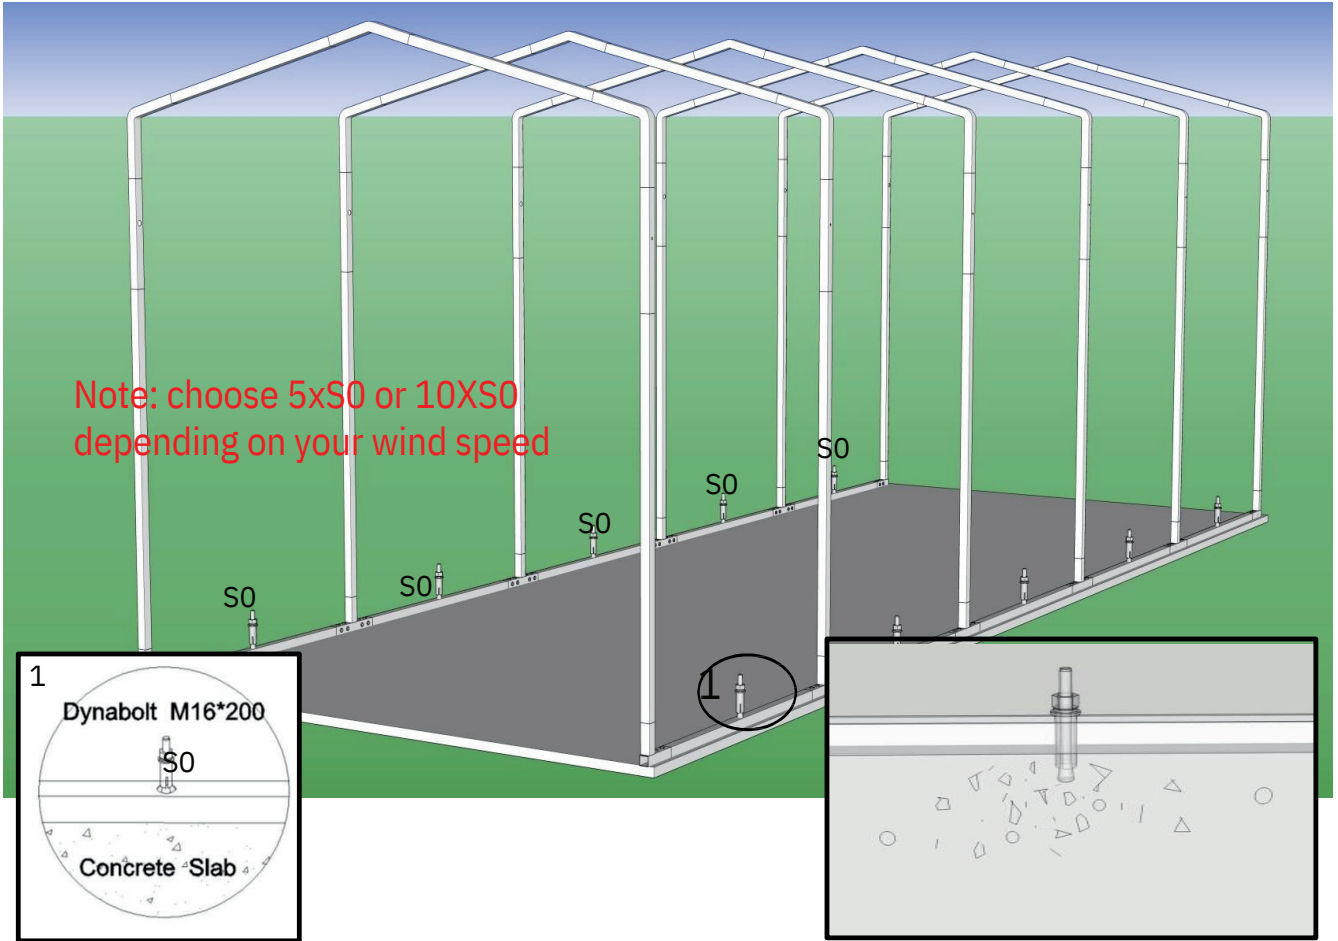 Note: choose 5xS0 or 10XS0
depending on your wind speed
S0
S0
S0
S0
S0
1
1
Dynabolt M16*200
S0
Concrete Slab